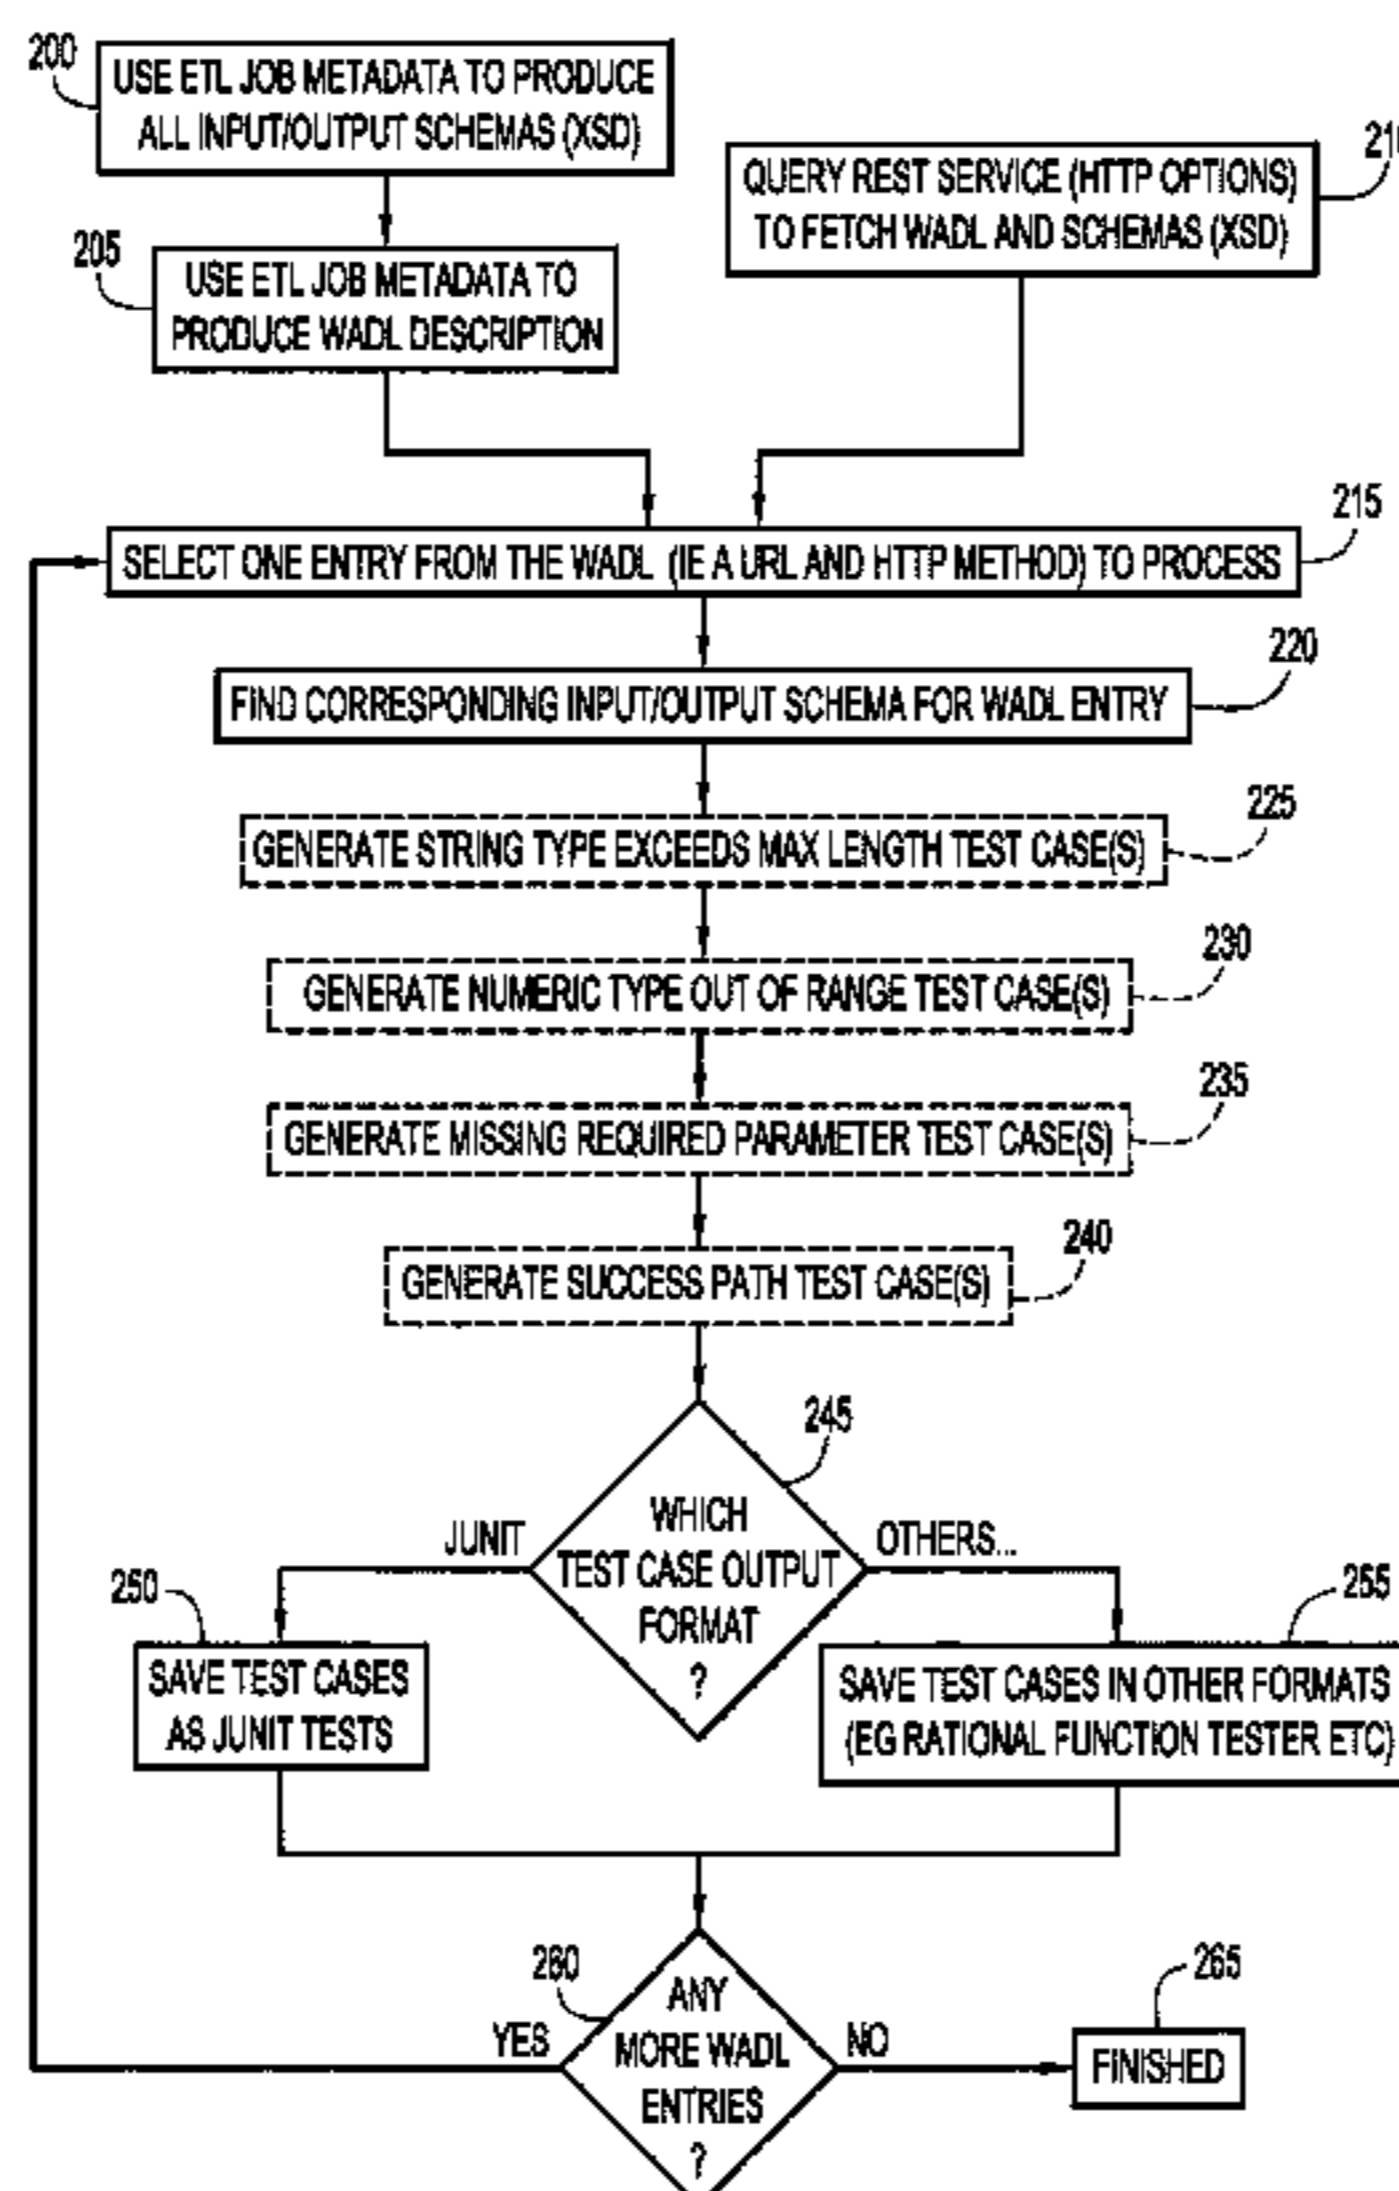 200
USE ETL JOB METADATA TO PRODUCE
ALL INPUT/OUTPUT SCHEMAS (XSD)
QUERY REST SERVICE (HTTP OPTIONS)
TO FETCH WADL AND SCHEMAS (XSD)
205
USE ETL JOB METADATA TO
PRODUCE WADL DESCRIPTION
215
SELECT ONE ENTRY FROM THE WADL (IE A URL AND HTTP METHOD) TO PROCESS
220
FIND CORRESPONDING INPUT/OUTPUT SCHEMA FOR WADL ENTRY
225
GENERATE STRING TYPE EXCEEDS MAX LENGTH TEST CASE(S)
230
GENERATE NUMERIC TYPE OUT OF RANGE TEST CASE(S)
235
GENERATE MISSING REQUIRED PARAMETER TEST CASE(S)
240
GENERATE SUCCESS PATH TEST CASE(S)
245
WHICH
TEST CASE OUTPUT
FORMAT
?
JUNIT
OTHERS...
250
SAVE TEST CASES
AS JUNIT TESTS
255
SAVE TEST CASES IN OTHER FORMATS
(EG RATIONAL FUNCTION TESTER ETC)
260
ANY
MORE WADL
ENTRIES
?
YES
NO
265
FINISHED